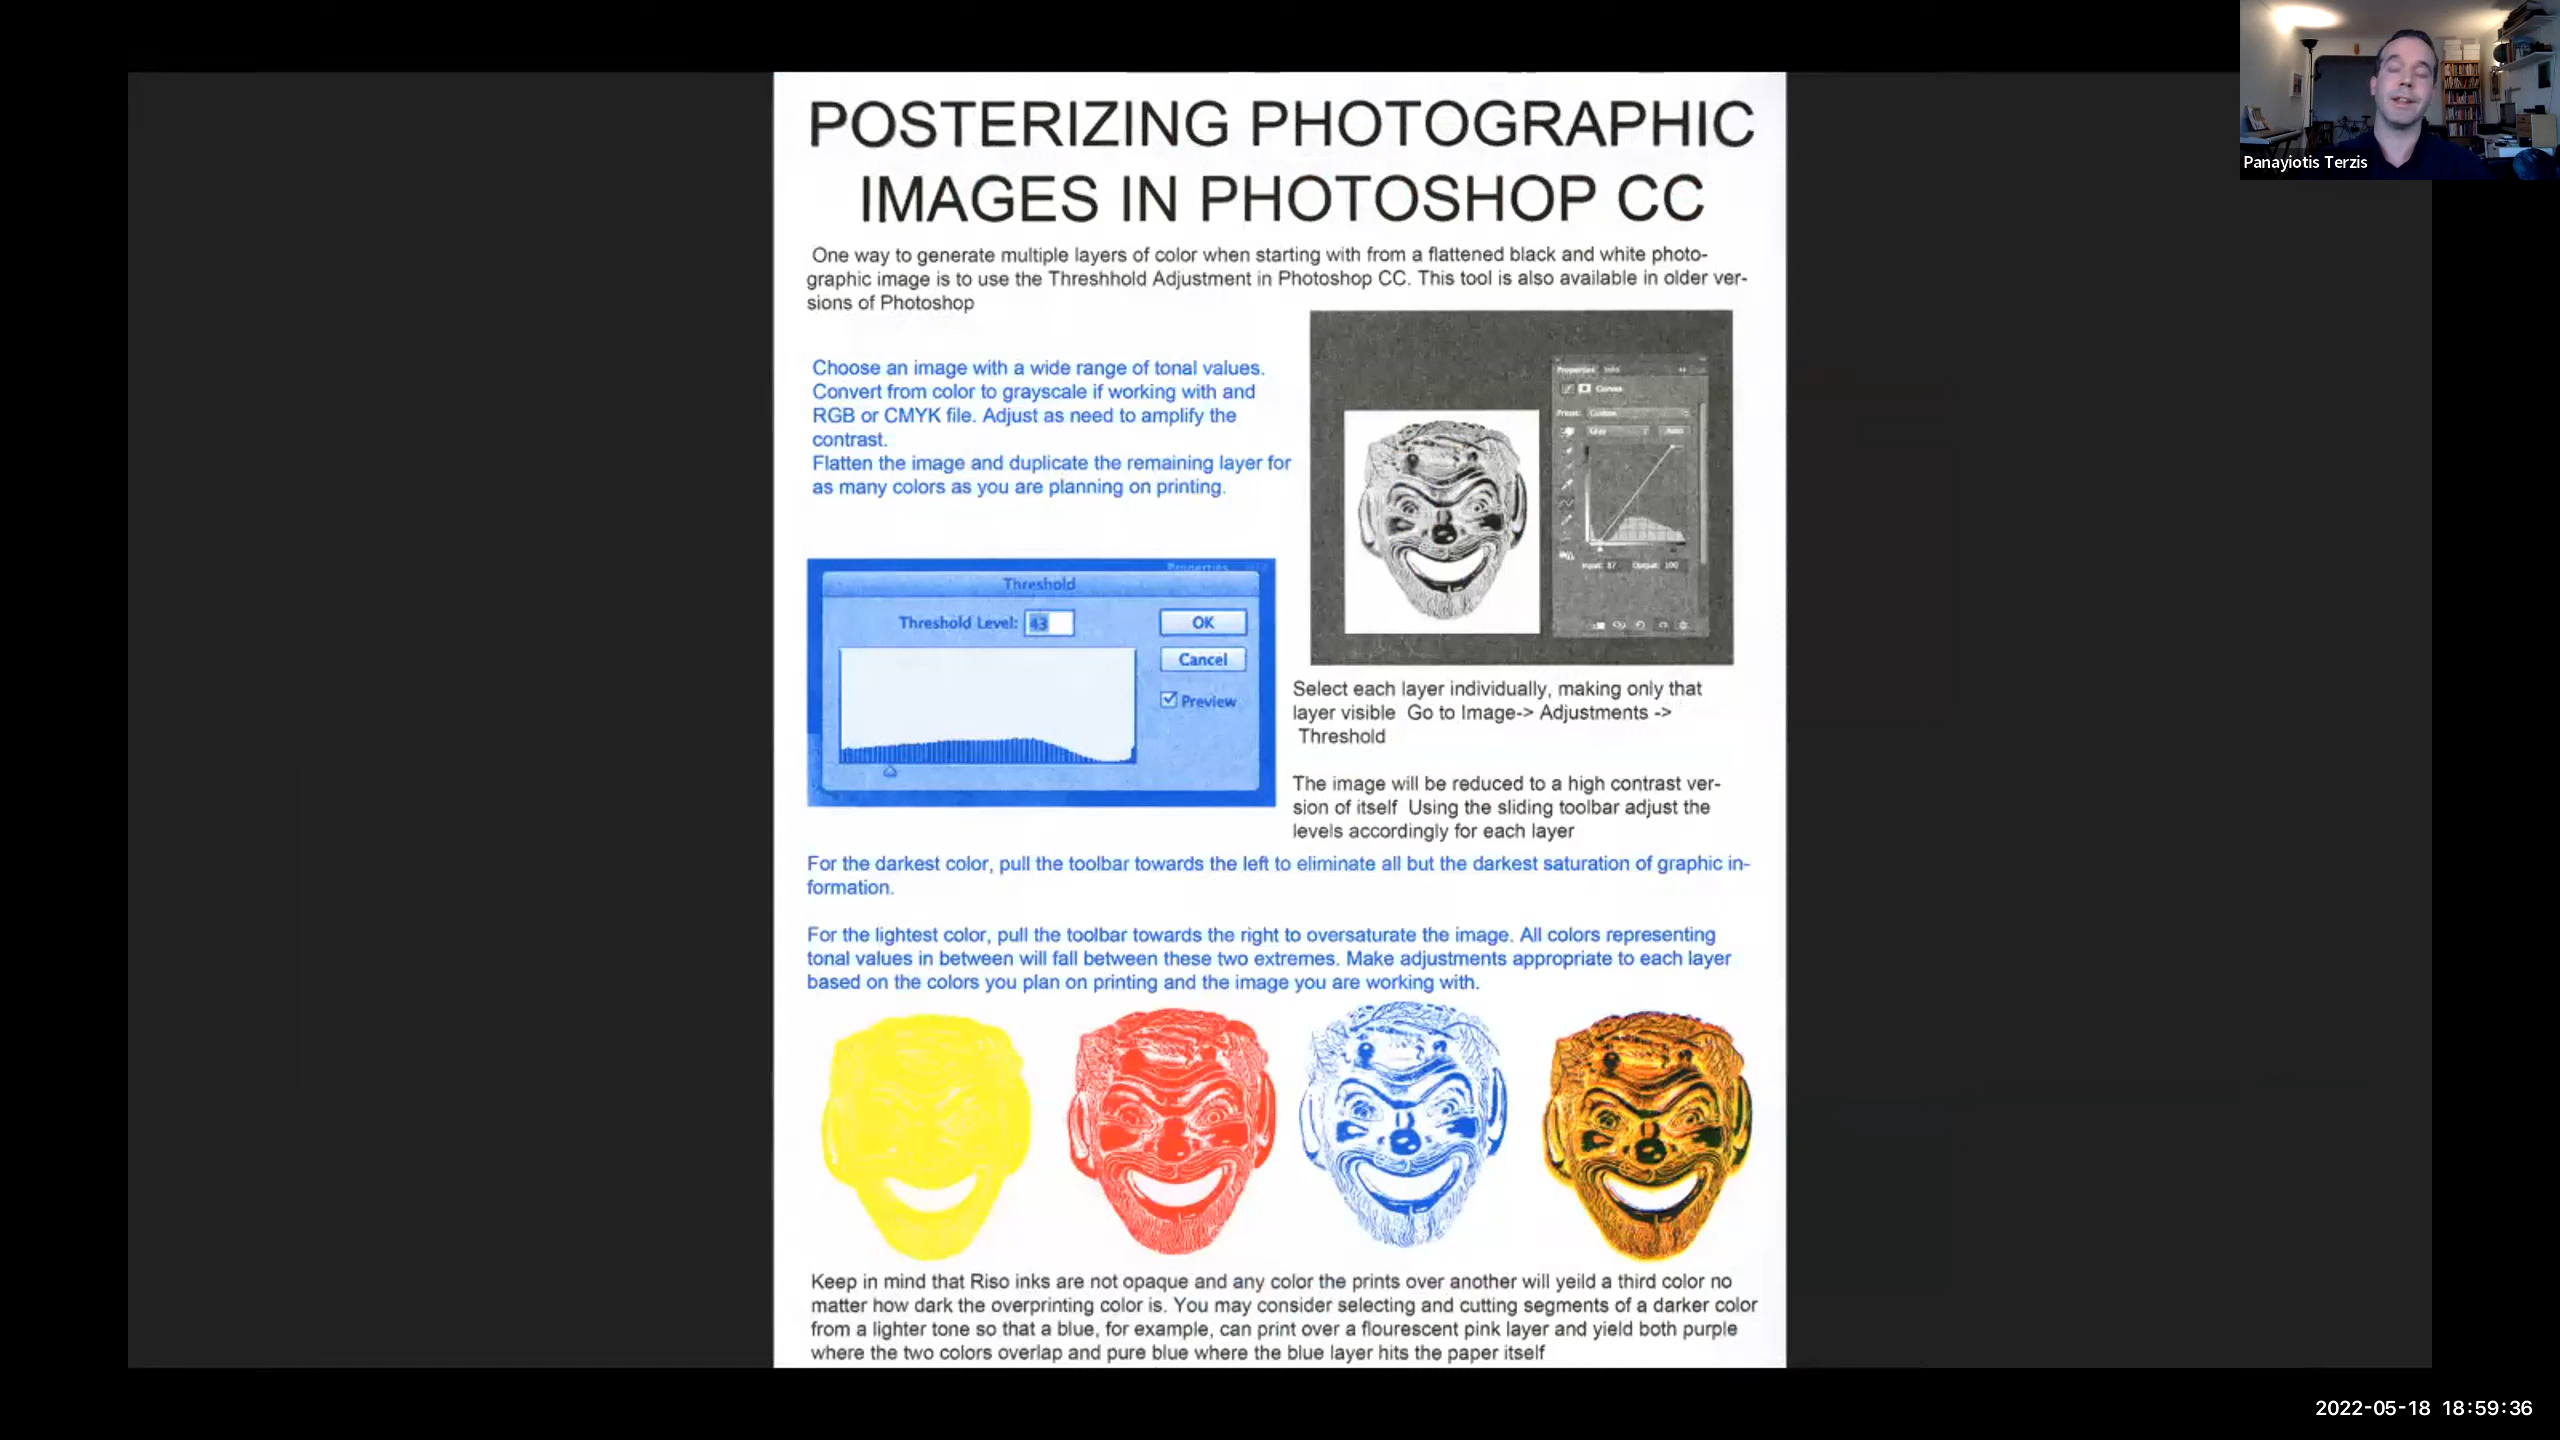 POSTERIZING PHOTOGRAPHIC
IMAGES IN PHOTOSHOP CC
One way to generate multiple layers of color when starting with from a flattened black and white photo-
graphic image is to use the Threshhold Adjustment in Photoshop CC. This tool is also available in older ver-
sions of Photoshop
Choose an image with a wide range of tonal values.
Convert from color to grayscale if working with and
RGB or CMYK file. Adjust as need to amplify the
contrast.
Flatten the image and duplicate the remaining layer for
as many colors as you are planning on printing.
Properties Info
Curves
Preset: Custom
Gray Auto
Input: 87 Output: 100
Properties
Threshold
Threshold Level: 43
OK
Cancel
Preview
Select each layer individually, making only that
layer visible Go to Image-> Adjustments ->
Threshold
The image will be reduced to a high contrast ver-
sion of itself Using the sliding toolbar adjust the
levels accordingly for each layer
For the darkest color, pull the toolbar towards the left to eliminate all but the darkest saturation of graphic in-
formation.
For the lightest color, pull the toolbar towards the right to oversaturate the image. All colors representing
tonal values in between will fall between these two extremes. Make adjustments appropriate to each layer
based on the colors you plan on printing and the image you are working with.
Keep in mind that Riso inks are not opaque and any color the prints over another will yeild a third color no
matter how dark the overprinting color is. You may consider selecting and cutting segments of a darker color
from a lighter tone so that a blue, for example, can print over a flourescent pink layer and yield both purple
where the two colors overlap and pure blue where the blue layer hits the paper itself
Panayiotis Terzis
2022-05-18 18:59:36